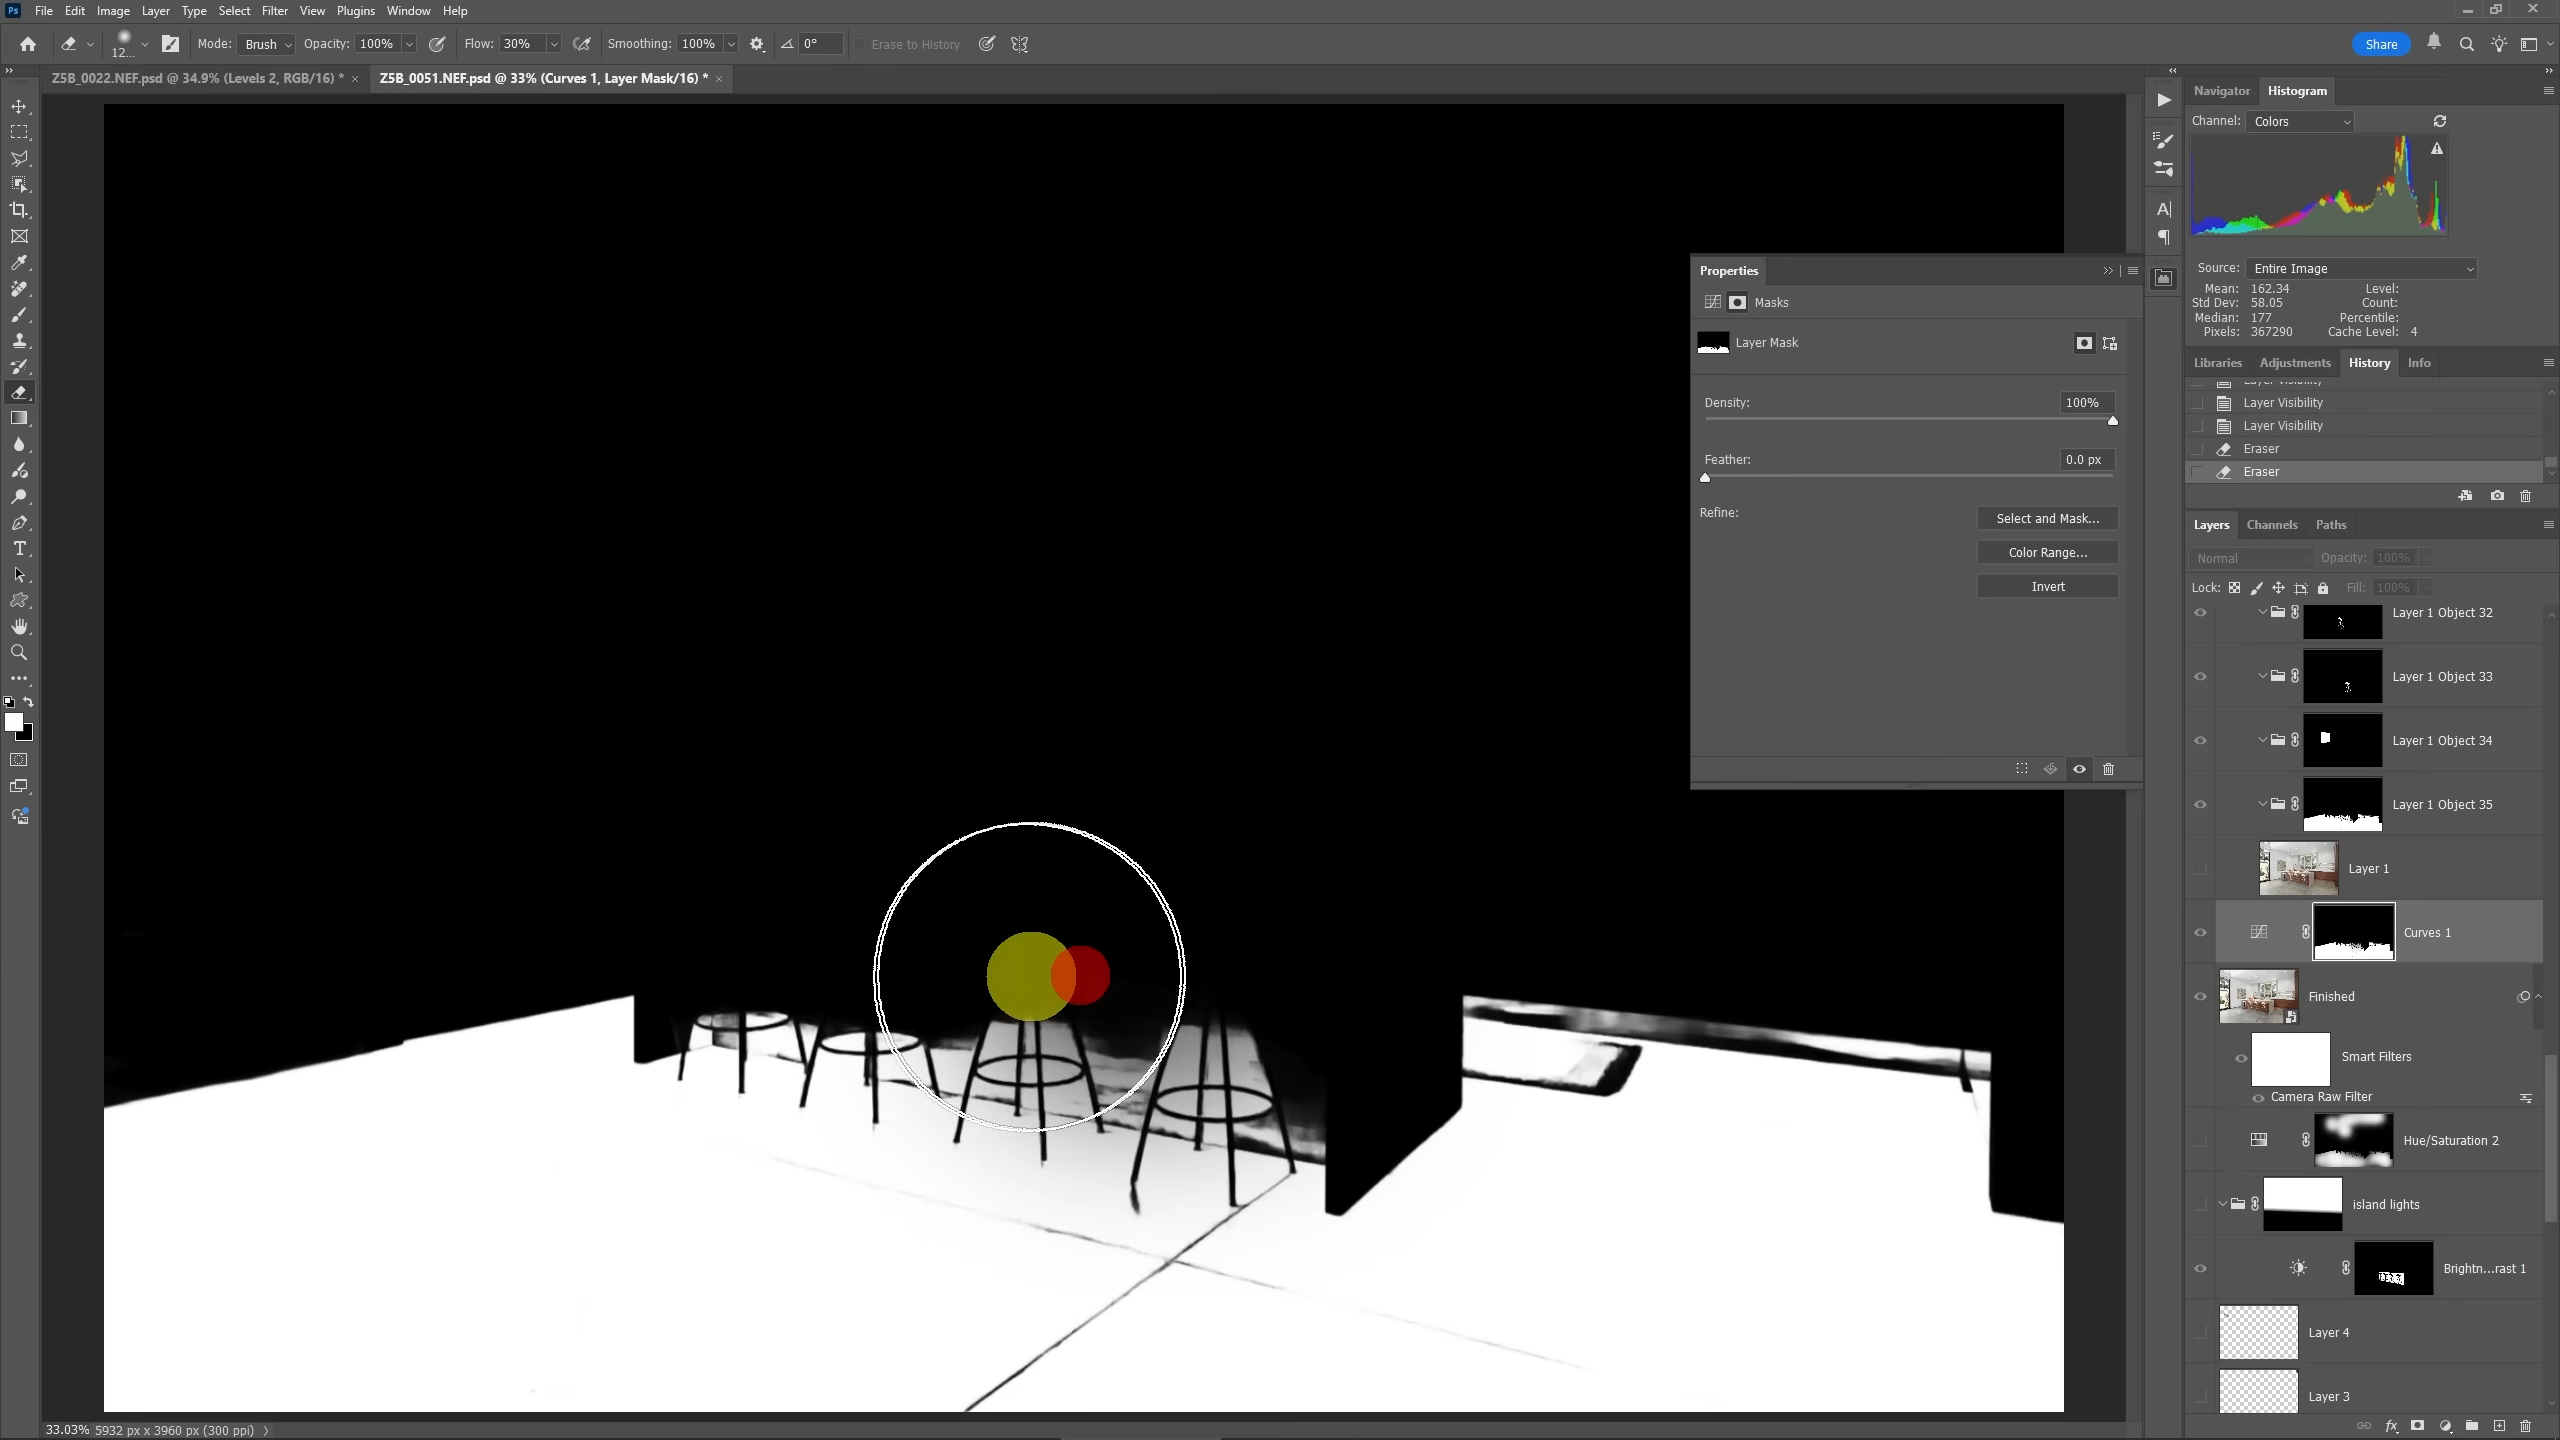 Ps File Edit Image Layer Type Select Filter View Plugins Window Help
12... Mode: Brush Opacity: 100% Flow: 30% Smoothing: 100% 0° Erase to History Share
Z5B_0022.NEF.psd @ 34.9% (Levels 2, RGB/16) * × Z5B_0051.NEF.psd @ 33% (Curves 1, Layer Mask/16) * ×
Navigator Histogram
Channel: Colors
Source: Entire Image
Mean: 162.34 Level:
Std Dev: 58.05 Count:
Median: 177 Percentile:
Pixels: 367290 Cache Level: 4
Properties
Masks
Layer Mask
Density: 100%
Feather: 0.0 px
Refine: Select and Mask...
Color Range...
Invert
Libraries Adjustments History Info
Layer Visibility
Layer Visibility
Layer Visibility
Eraser
Eraser
Layers Channels Paths
Normal Opacity: 100%
Lock: Fill: 100%
Layer 1 Object 32
Layer 1 Object 33
Layer 1 Object 34
Layer 1 Object 35
Layer 1
Curves 1
Finished
Smart Filters
Camera Raw Filter
Hue/Saturation 2
island lights
Brightn...rast 1
Layer 4
Layer 3
fx
33.03% 5932 px x 3960 px (300 ppi)